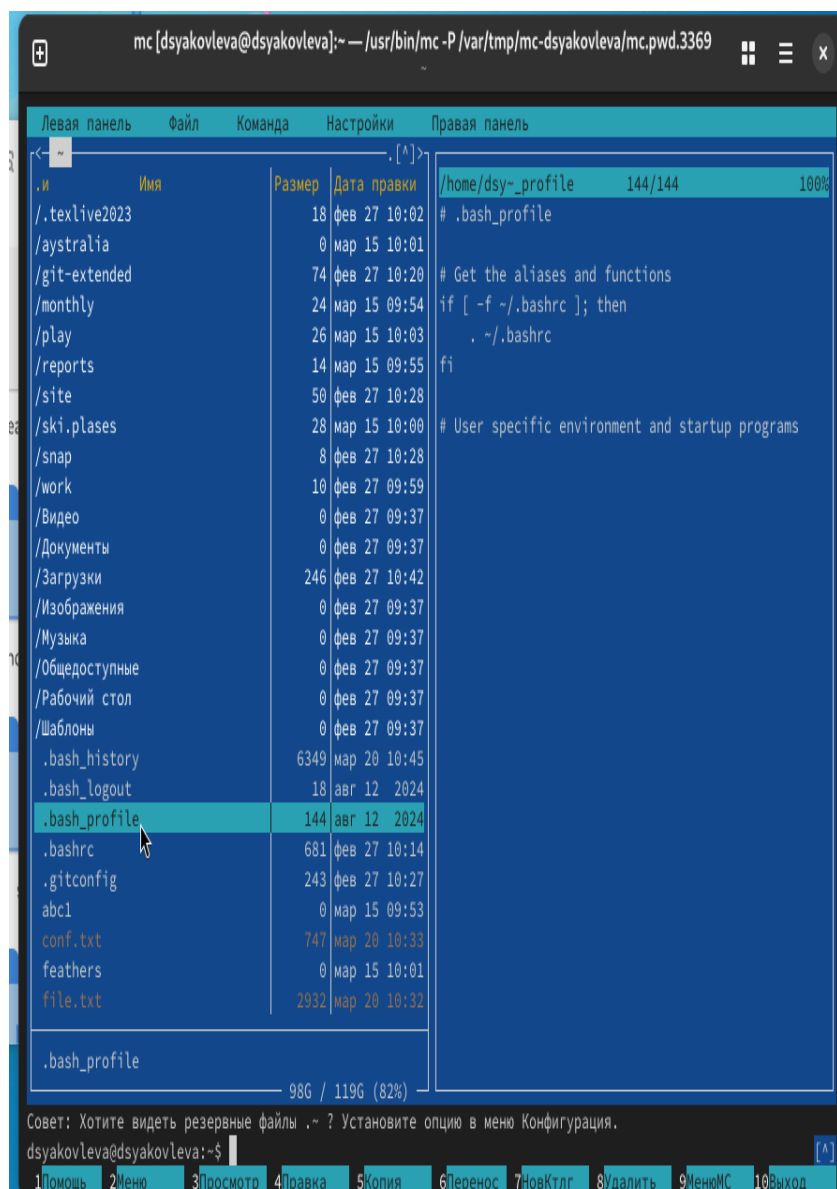 mc [dsyakovleva@dsyakovleva]:~ — /usr/bin/mc -P /var/tmp/mc-dsyakovleva/mc.pwd.3369
~
Левая панель Файл Команда Настройки Правая панель
<- ~ .[^]>
.и Имя Размер Дата правки
/.texlive2023 18 фев 27 10:02
/aystralia 0 мар 15 10:01
/git-extended 74 фев 27 10:20
/monthly 24 мар 15 09:54
/play 26 мар 15 10:03
/reports 14 мар 15 09:55
/site 50 фев 27 10:28
/ski.plases 28 мар 15 10:00
/snap 8 фев 27 10:28
/work 10 фев 27 09:59
/Видео 0 фев 27 09:37
/Документы 0 фев 27 09:37
/Загрузки 246 фев 27 10:42
/Изображения 0 фев 27 09:37
/Музыка 0 фев 27 09:37
/Общедоступные 0 фев 27 09:37
/Рабочий стол 0 фев 27 09:37
/Шаблоны 0 фев 27 09:37
.bash_history 6349 мар 20 10:45
.bash_logout 18 авг 12 2024
.bash_profile 144 авг 12 2024
.bashrc 681 фев 27 10:14
.gitconfig 243 фев 27 10:27
abc1 0 мар 15 09:53
conf.txt 747 мар 20 10:33
feathers 0 мар 15 10:01
file.txt 2932 мар 20 10:32
.bash_profile
98G / 119G (82%)
/home/dsy~_profile 144/144 100%
# .bash_profile
# Get the aliases and functions
if [ -f ~/.bashrc ]; then
. ~/.bashrc
fi
# User specific environment and startup programs
Совет: Хотите видеть резервные файлы .~ ? Установите опцию в меню Конфигурация.
dsyakovleva@dsyakovleva:~$ [^]
1Помощь 2Меню 3Просмотр 4Правка 5Копия 6Перенос 7НовКтлг 8Удалить 9МенюМС 10Выход